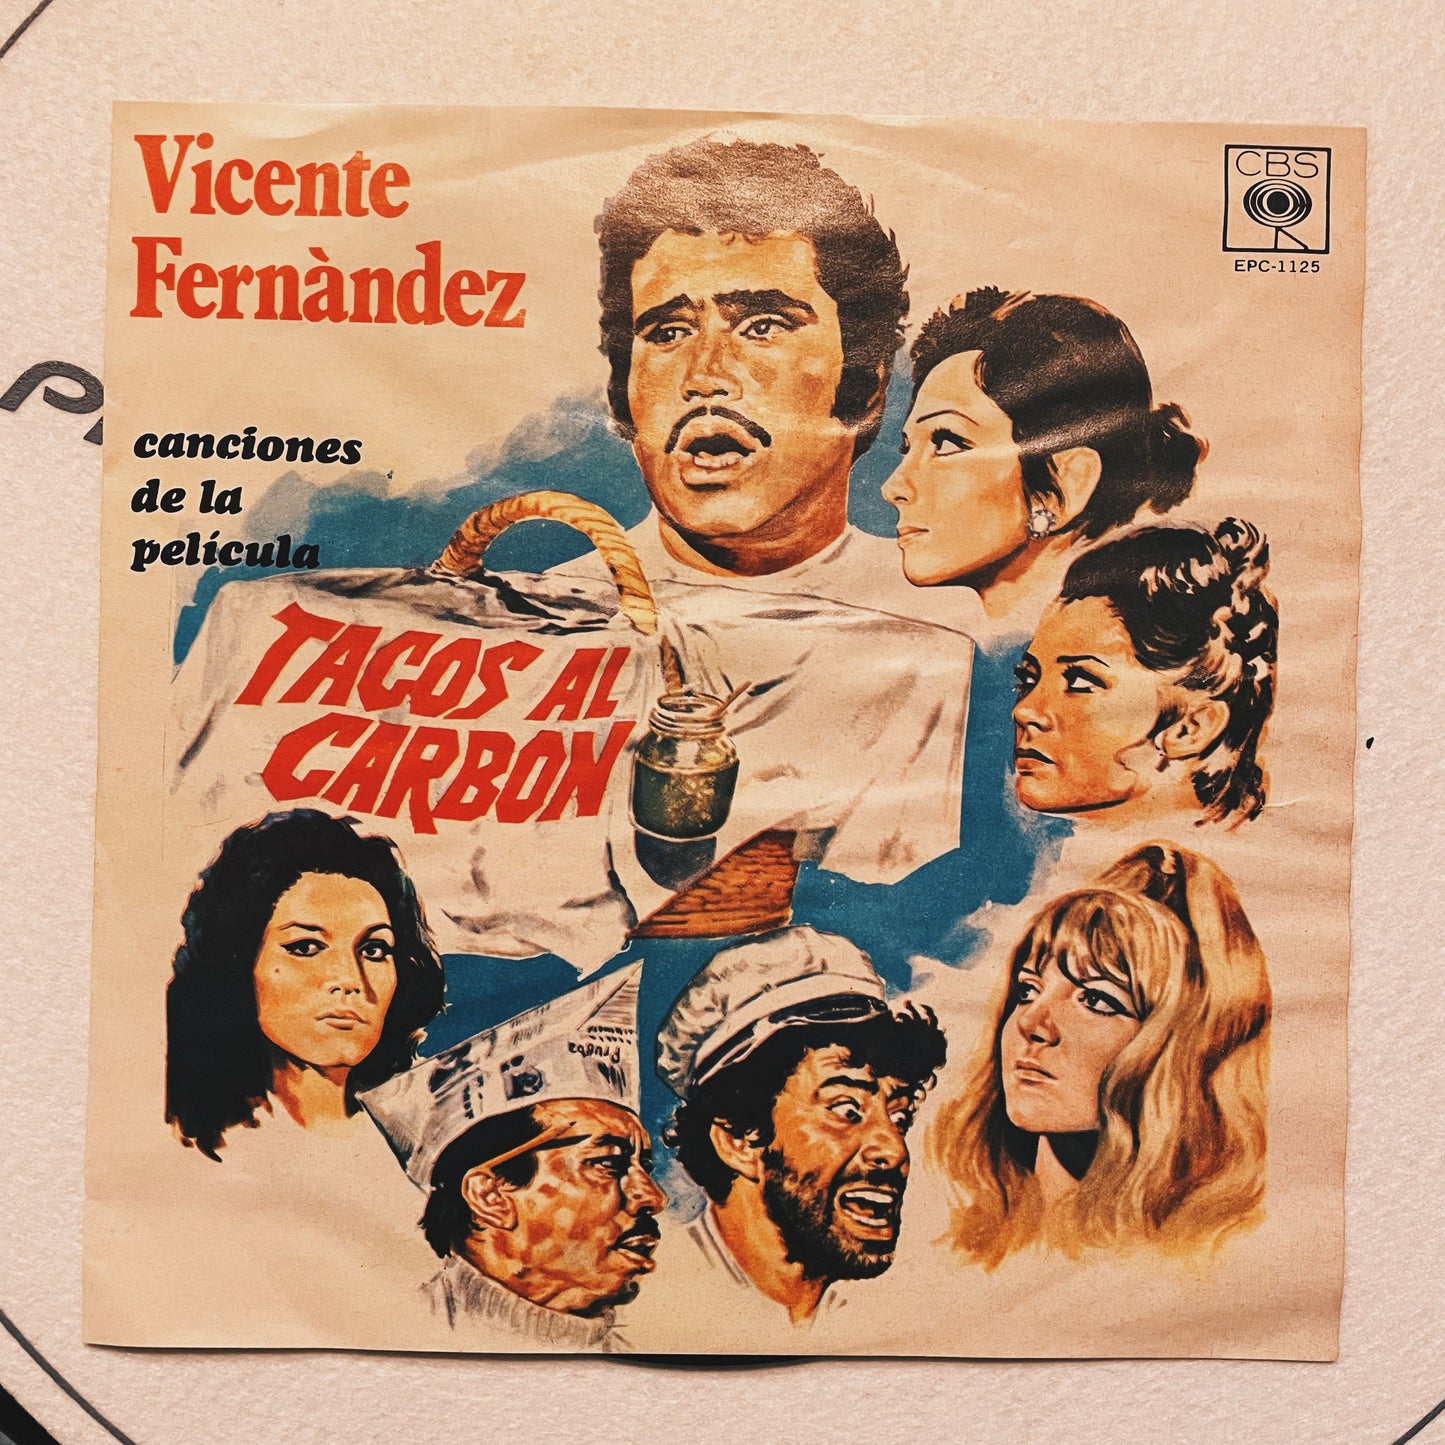 Vicente
Fernàndez
CBS
EPC-1125
canciones
de la
película
TACOS AL
CARBON